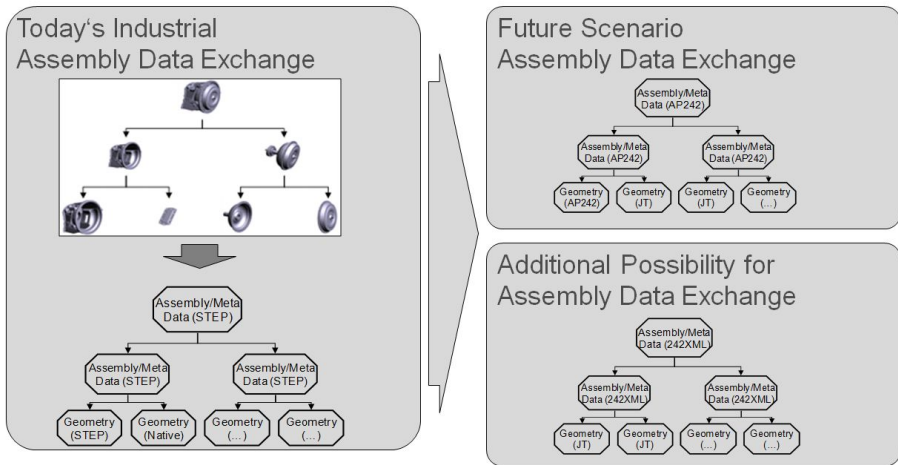 Today‘s Industrial
Assembly Data Exchange
Assembly/Meta
Data (STEP)
Assembly/Meta
Data (STEP)
Assembly/Meta
Data (STEP)
Geometry
(STEP)
Geometry
(Native)
Geometry
(...)
Geometry
(...)
Future Scenario
Assembly Data Exchange
Assembly/Meta
Data (AP242)
Assembly/Meta
Data (AP242)
Assembly/Meta
Data (AP242)
Geometry
(AP242)
Geometry
(JT)
Geometry
(JT)
Geometry
(...)
Additional Possibility for
Assembly Data Exchange
Assembly/Meta
Data (242XML)
Assembly/Meta
Data (242XML)
Assembly/Meta
Data (242XML)
Geometry
(JT)
Geometry
(JT)
Geometry
(...)
Geometry
(...)